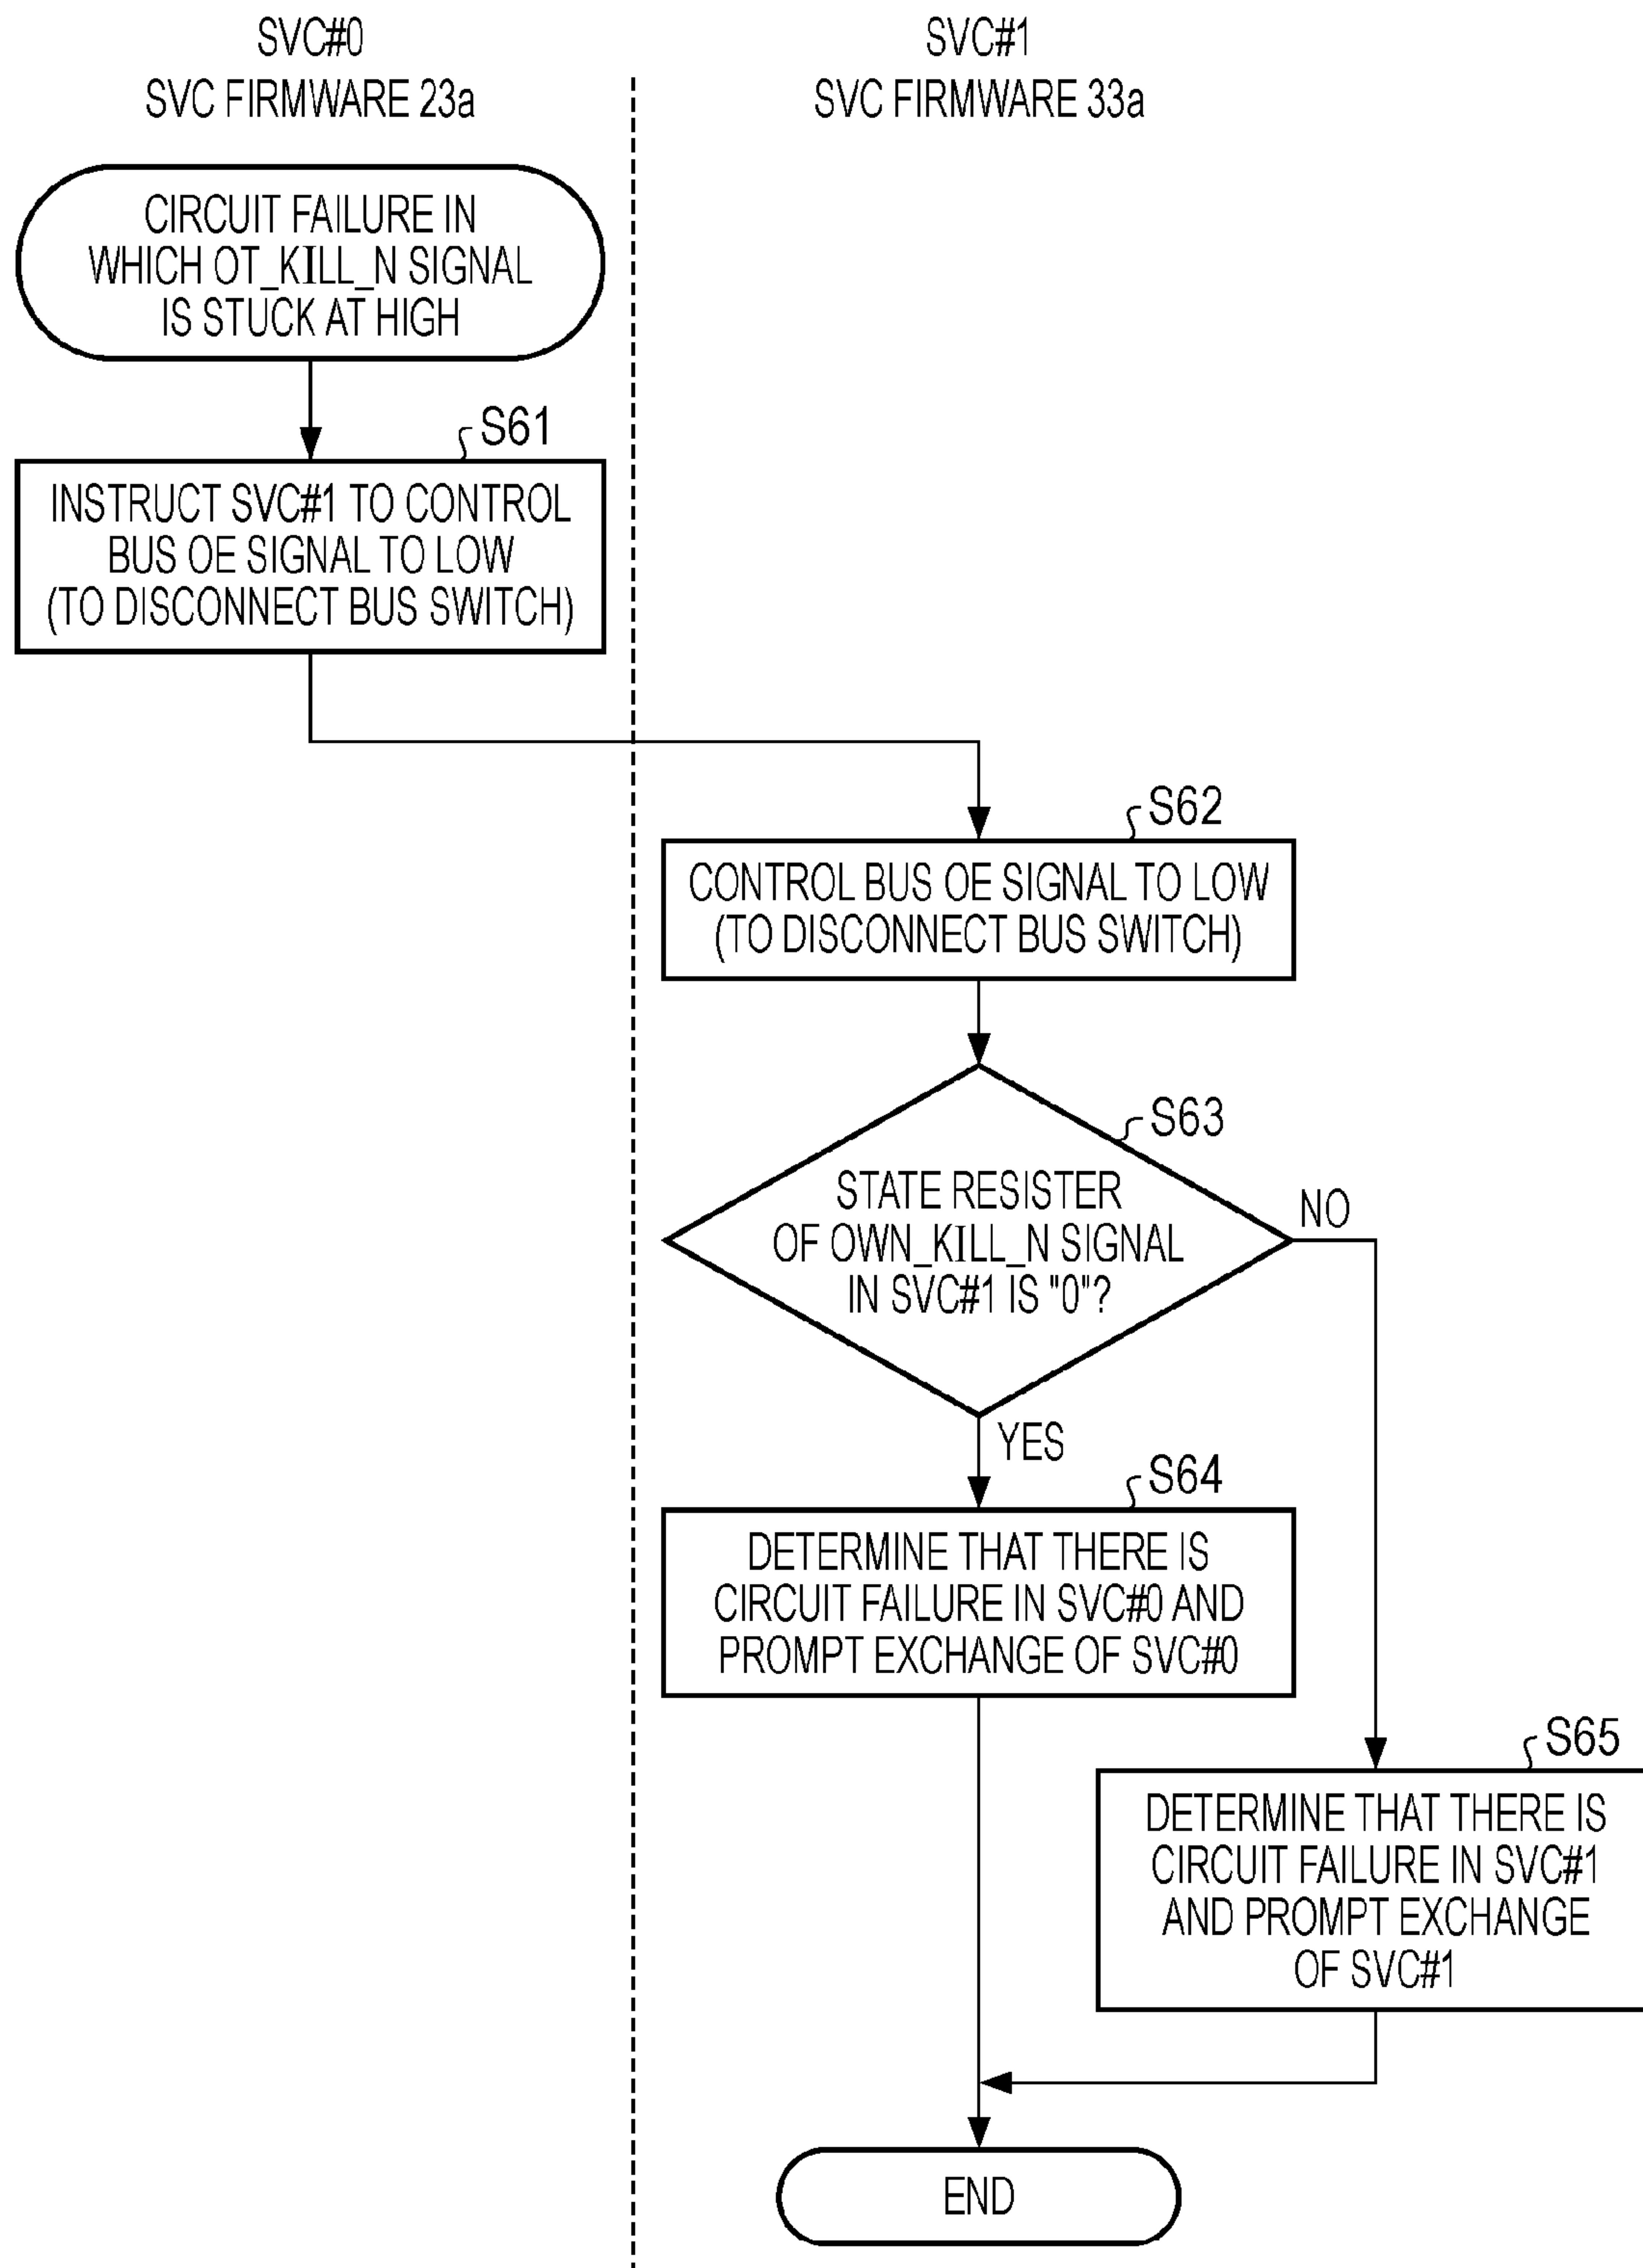 SVC#0
SVC FIRMWARE 23a
SVC#1
SVC FIRMWARE 33a
CIRCUIT FAILURE IN
WHICH OT_KILL_N SIGNAL
IS STUCK AT HIGH
S61
INSTRUCT SVC#1 TO CONTROL
BUS OE SIGNAL TO LOW
(TO DISCONNECT BUS SWITCH)
S62
CONTROL BUS OE SIGNAL TO LOW
(TO DISCONNECT BUS SWITCH)
S63
STATE RESISTER
OF OWN_KILL_N SIGNAL
IN SVC#1 IS "0"?
NO
YES
S64
DETERMINE THAT THERE IS
CIRCUIT FAILURE IN SVC#0 AND
PROMPT EXCHANGE OF SVC#0
S65
DETERMINE THAT THERE IS
CIRCUIT FAILURE IN SVC#1
AND PROMPT EXCHANGE
OF SVC#1
END